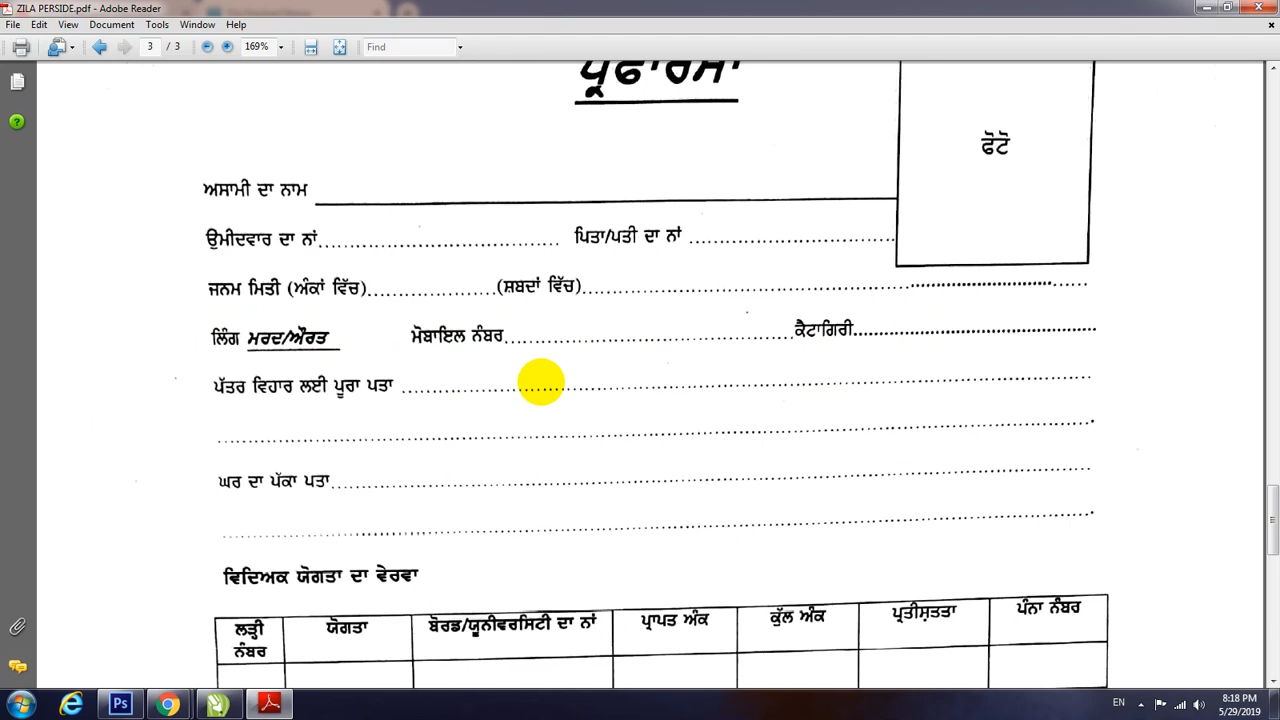 ZILA PERSIDE.pdf - Adobe Reader
File Edit View Document Tools Window Help
3 / 3 169% Find
ਪ੍ਰੋਫਾਰਮਾ
ਫੋਟੋ
ਅਸਾਮੀ ਦਾ ਨਾਮ
ਉਮੀਦਵਾਰ ਦਾ ਨਾਂ ਪਿਤਾ/ਪਤੀ ਦਾ ਨਾਂ
ਜਨਮ ਮਿਤੀ (ਅੰਕਾਂ ਵਿੱਚ) (ਸ਼ਬਦਾਂ ਵਿੱਚ)
ਲਿੰਗ ਮਰਦ/ਔਰਤ ਮੋਬਾਇਲ ਨੰਬਰ ਕੈਟਾਗਿਰੀ
ਪੱਤਰ ਵਿਹਾਰ ਲਈ ਪੂਰਾ ਪਤਾ
ਘਰ ਦਾ ਪੱਕਾ ਪਤਾ
ਵਿਦਿਅਕ ਯੋਗਤਾ ਦਾ ਵੇਰਵਾ
ਲੜ੍ਹੀ ਨੰਬਰ ਯੋਗਤਾ ਬੋਰਡ/ਯੂਨੀਵਰਸਿਟੀ ਦਾ ਨਾਂ ਪ੍ਰਾਪਤ ਅੰਕ ਕੁੱਲ ਅੰਕ ਪ੍ਰਤੀਸ਼ਤਤਾ ਪੰਨਾ ਨੰਬਰ
Ps EN 8:18 PM
5/29/2019